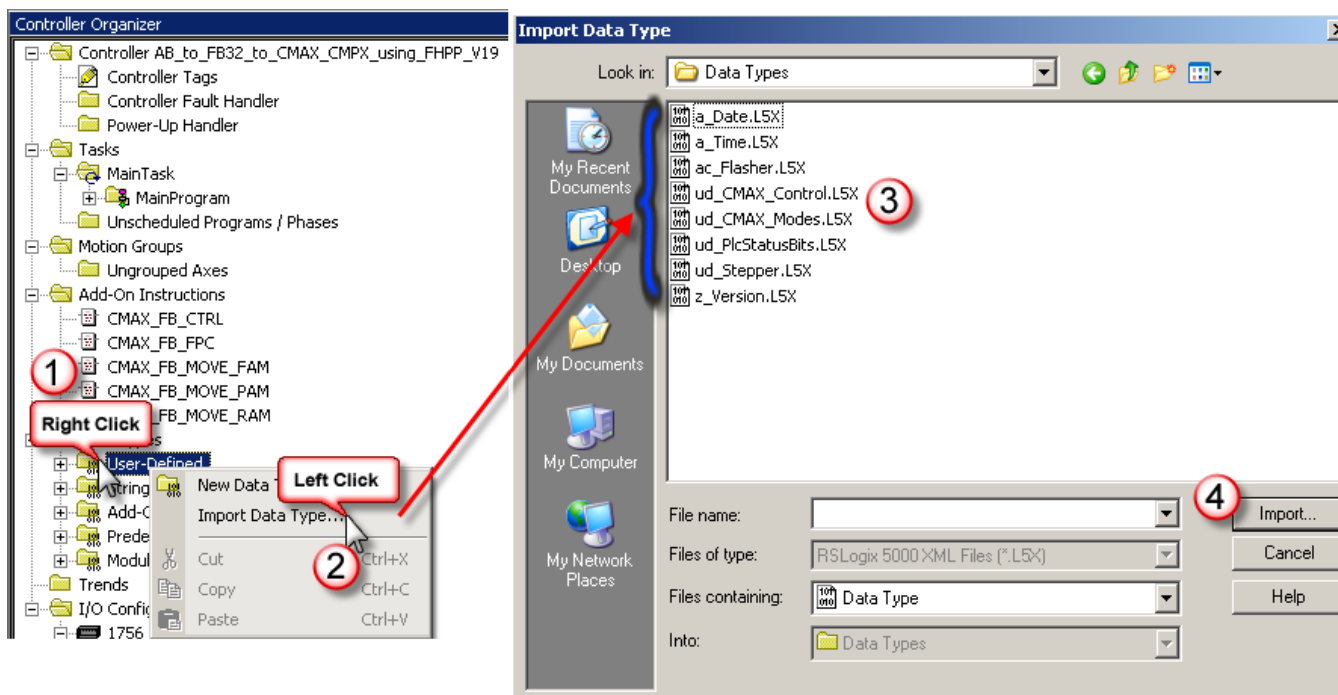 Controller Organizer
Controller AB_to_FB32_to_CMAX_CMPX_using_FHPP_V19
Controller Tags
Controller Fault Handler
Power-Up Handler
Tasks
MainTask
MainProgram
Unscheduled Programs / Phases
Motion Groups
Ungrouped Axes
Add-On Instructions
CMAX_FB_CTRL
CMAX_FB_FPC
1
CMAX_FB_MOVE_FAM
CMAX_FB_MOVE_PAM
_FB_MOVE_RAM
Right Click
User-Defined
Left Click
String
New Data
Add-O
Import Data Type...
Prede
2
Modul
Cut Ctrl+X
Trends
Copy Ctrl+C
I/O Config
Paste Ctrl+V
1756
Import Data Type
Look in: Data Types
My Recent
Documents
Desktop
My Documents
My Computer
My Network
Places
a_Date.L5X
a_Time.L5X
ac_Flasher.L5X
ud_CMAX_Control.L5X
3
ud_CMAX_Modes.L5X
ud_PlcStatusBits.L5X
ud_Stepper.L5X
z_Version.L5X
4
File name: Import...
Files of type: RSLogix 5000 XML Files (*.L5X) Cancel
Files containing: Data Type Help
Into: Data Types